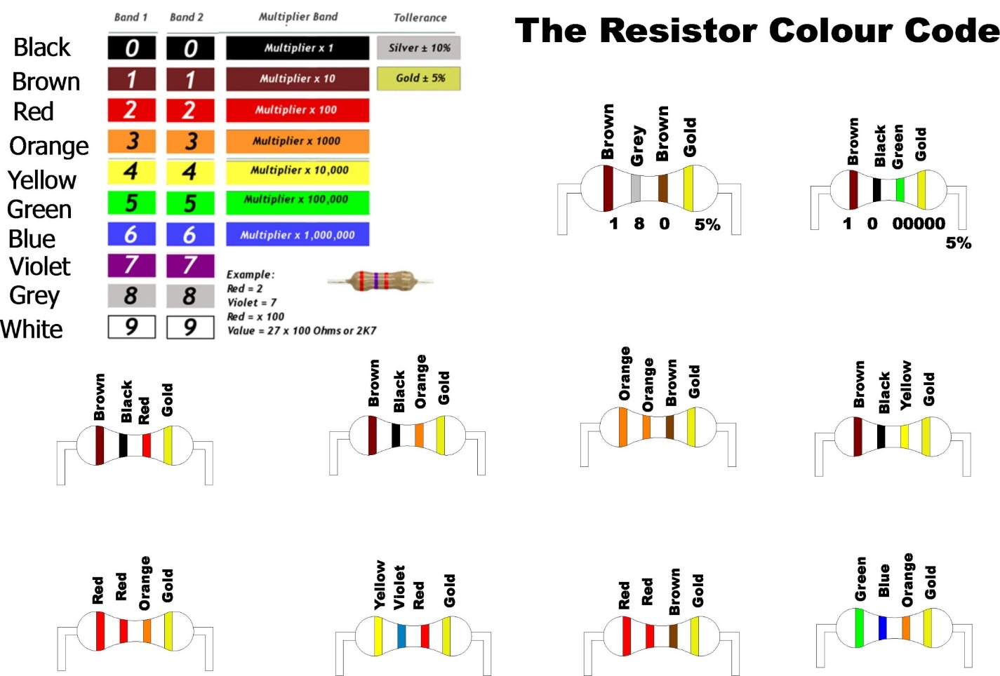 The Resistor Colour Code
Band 1 Band 2 Multiplier Band Tollerance
Black 0 0 Multiplier x 1 Silver ± 10%
Brown 1 1 Multiplier x 10 Gold ± 5%
Red 2 2 Multiplier x 100
Orange 3 3 Multiplier x 1000
Yellow 4 4 Multiplier x 10,000
Green 5 5 Multiplier x 100,000
Blue 6 6 Multiplier x 1,000,000
Violet 7 7
Grey 8 8
White 9 9
Example:
Red = 2
Violet = 7
Red = x 100
Value = 27 x 100 Ohms or 2K7
Brown Grey Brown Gold
1 8 0 5%
Brown Black Green Gold
1 0 00000
5%
Brown Black Red Gold
Brown Black Orange Gold
Orange Orange Brown Gold
Brown Black Yellow Gold
Red Red Orange Gold
Yellow Violet Red Gold
Red Red Brown Gold
Green Blue Orange Gold